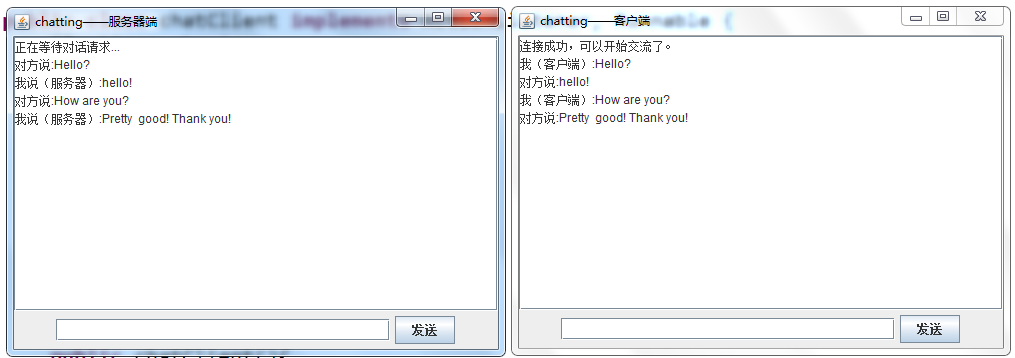 chatting——服务器端
正在等待对话请求...
对方说:Hello?
我说（服务器）:hello!
对方说:How are you?
我说（服务器）:Pretty  good! Thank you!
发送
chatting——客户端
连接成功，可以开始交流了。
我（客户端）:Hello?
对方说:hello!
我（客户端）:How are you?
对方说:Pretty  good! Thank you!
发送